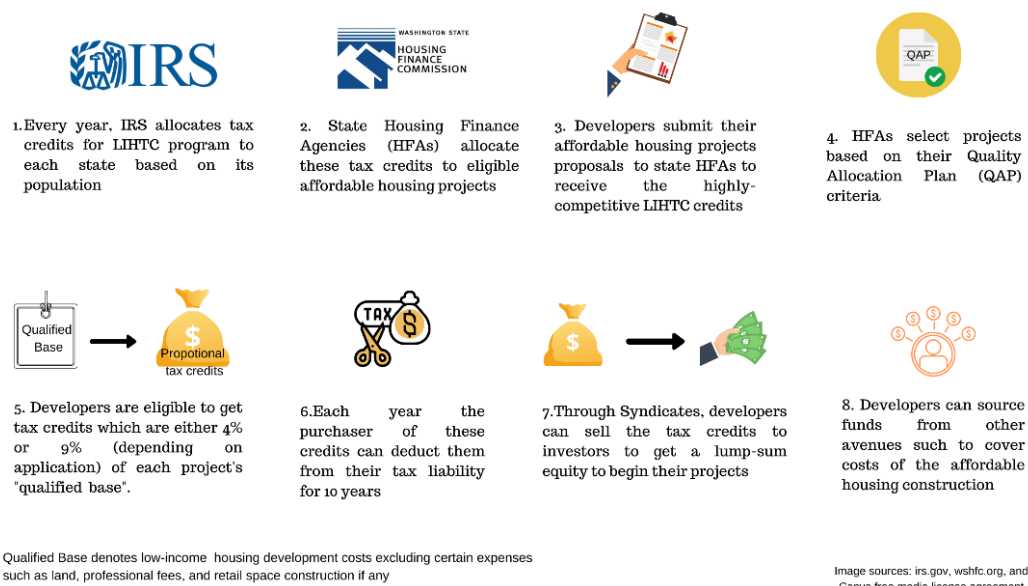 IRS
WASHINGTON STATE
HOUSING
FINANCE
COMMISSION
QAP
1.Every year, IRS allocates tax
credits for LIHTC program to
each state based on its
population
2. State Housing Finance
Agencies (HFAs) allocate
these tax credits to eligible
affordable housing projects
3. Developers submit their
affordable housing projects
proposals to state HFAs to
receive the highly-
competitive LIHTC credits
4. HFAs select projects
based on their Quality
Allocation Plan (QAP)
criteria
Qualified
Base
$
Propotional
tax credits
TAX
$
$
$ $ $ $ $
5. Developers are eligible to get
tax credits which are either 4%
or 9% (depending on
application) of each project's
"qualified base".
6.Each year the
purchaser of these
credits can deduct them
from their tax liability
for 10 years
7.Through Syndicates, developers
can sell the tax credits to
investors to get a lump-sum
equity to begin their projects
8. Developers can source
funds from other
avenues such to cover
costs of the affordable
housing construction
Qualified Base denotes low-income housing development costs excluding certain expenses
such as land, professional fees, and retail space construction if any
Image sources: irs.gov, wshfc.org, and
Canva free media license agreement